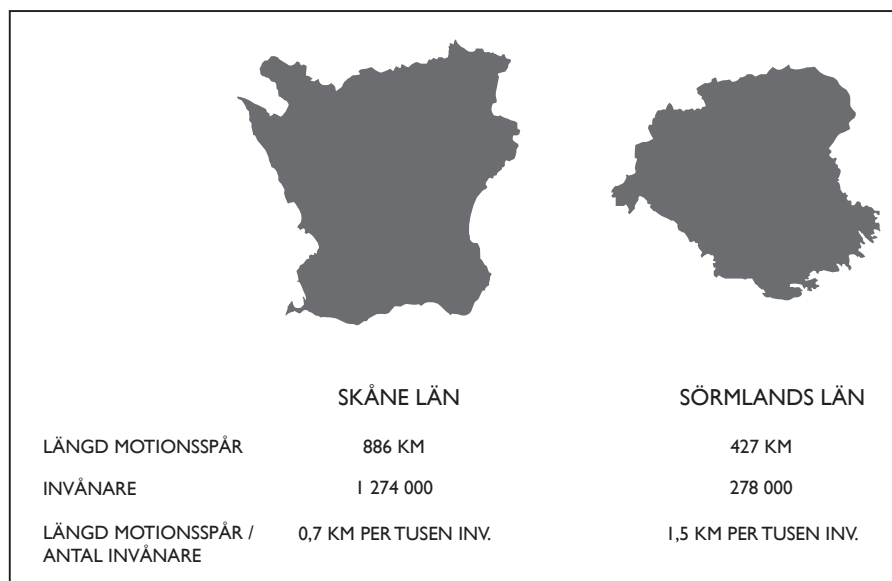 SKÅNE LÄN SÖRMLANDS LÄN
LÄNGD MOTIONSSPÅR 886 KM 427 KM
INVÅNARE 1 274 000 278 000
LÄNGD MOTIONSSPÅR / 0,7 KM PER TUSEN INV. 1,5 KM PER TUSEN INV.
ANTAL INVÅNARE